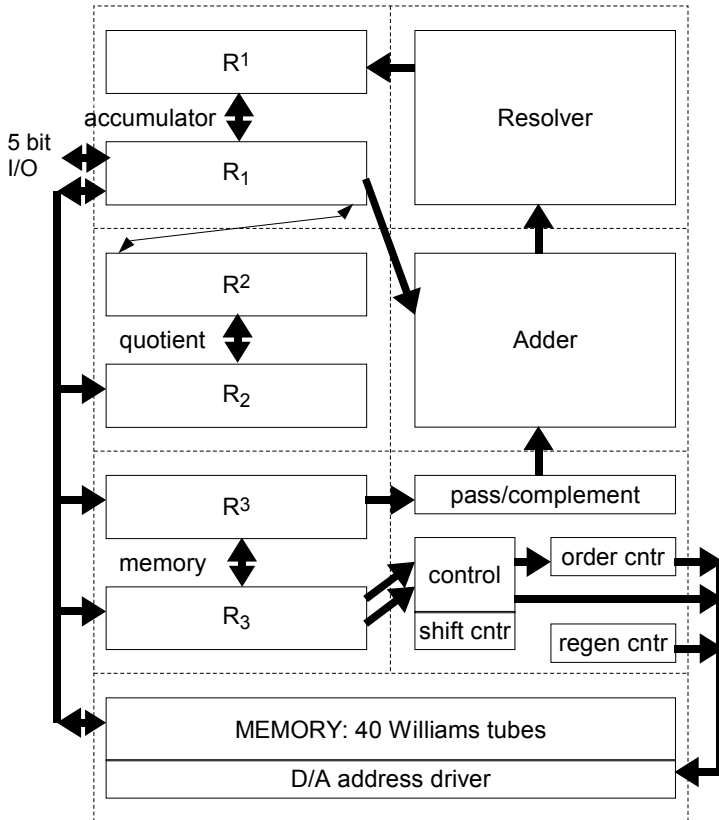 R¹
accumulator
5 bit
I/O
R₁
Resolver
R²
quotient
R₂
Adder
R³
memory
R₃
pass/complement
control
shift cntr
order cntr
regen cntr
MEMORY: 40 Williams tubes
D/A address driver